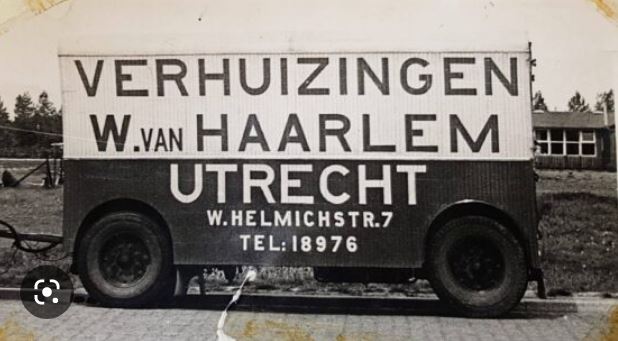 VERHUIZINGEN
W. VAN HAARLEM
UTRECHT
W. HELMICHSTR. 7
TEL: 18976